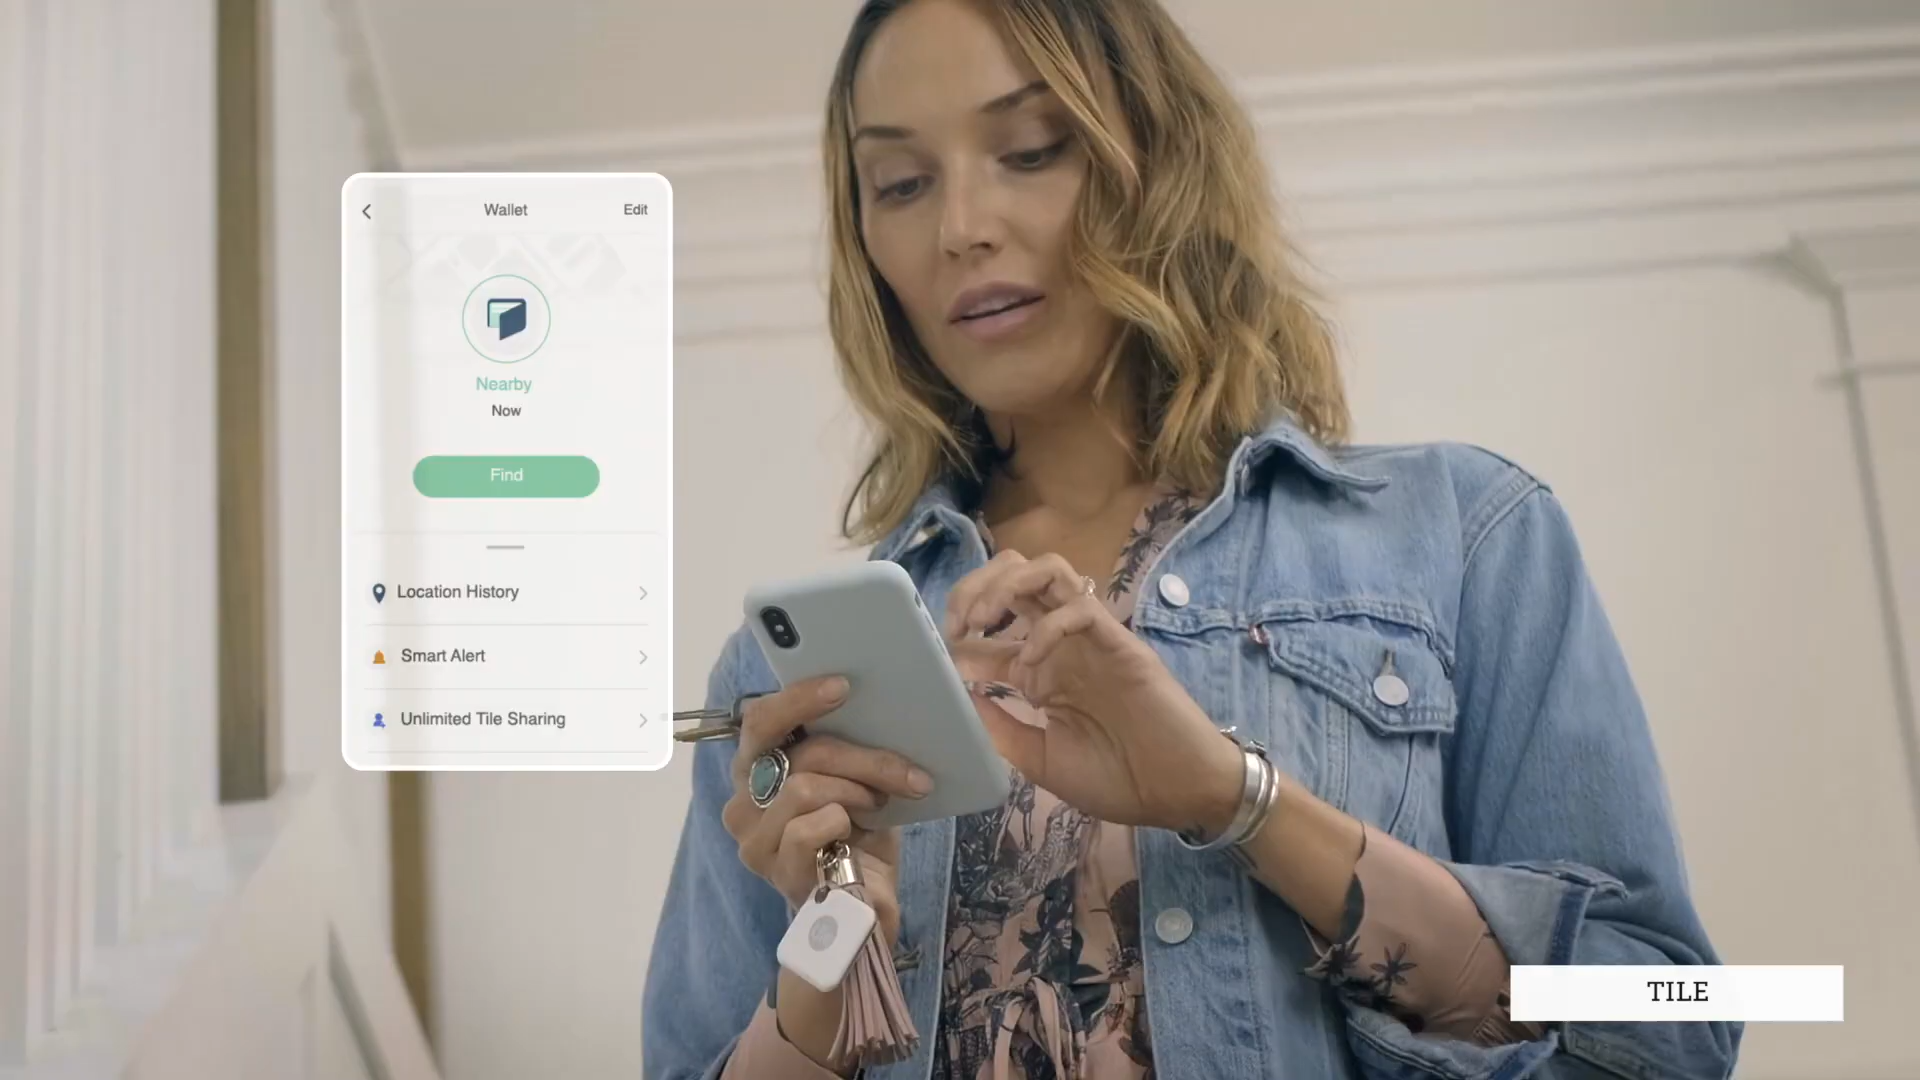 Wallet
Edit
Nearby
Now
Find
Location History
Smart Alert
Unlimited Tile Sharing
TILE